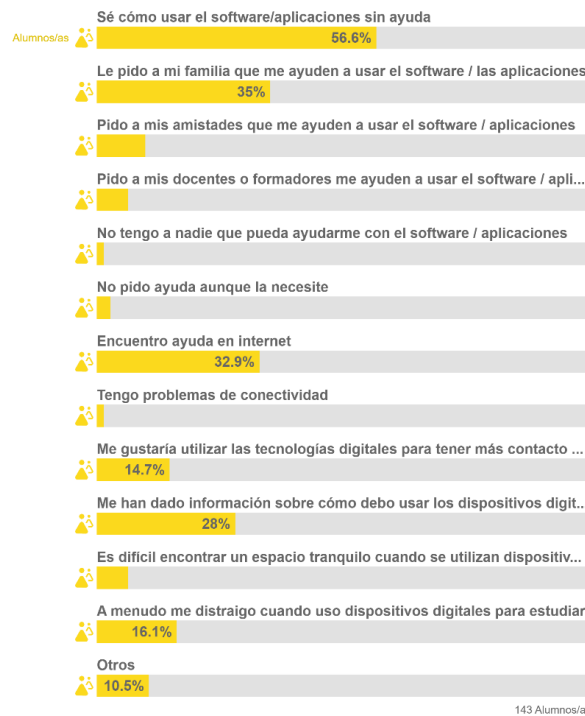 Sé cómo usar el software/aplicaciones sin ayuda
Alumnos/as
56.6%
Le pido a mi familia que me ayuden a usar el software / las aplicaciones
35%
Pido a mis amistades que me ayuden a usar el software / aplicaciones
Pido a mis docentes o formadores me ayuden a usar el software / apli...
No tengo a nadie que pueda ayudarme con el software / aplicaciones
No pido ayuda aunque la necesite
Encuentro ayuda en internet
32.9%
Tengo problemas de conectividad
Me gustaría utilizar las tecnologías digitales para tener más contacto ...
14.7%
Me han dado información sobre cómo debo usar los dispositivos digit...
28%
Es difícil encontrar un espacio tranquilo cuando se utilizan dispositiv...
A menudo me distraigo cuando uso dispositivos digitales para estudiar
16.1%
Otros
10.5%
143 Alumnos/a